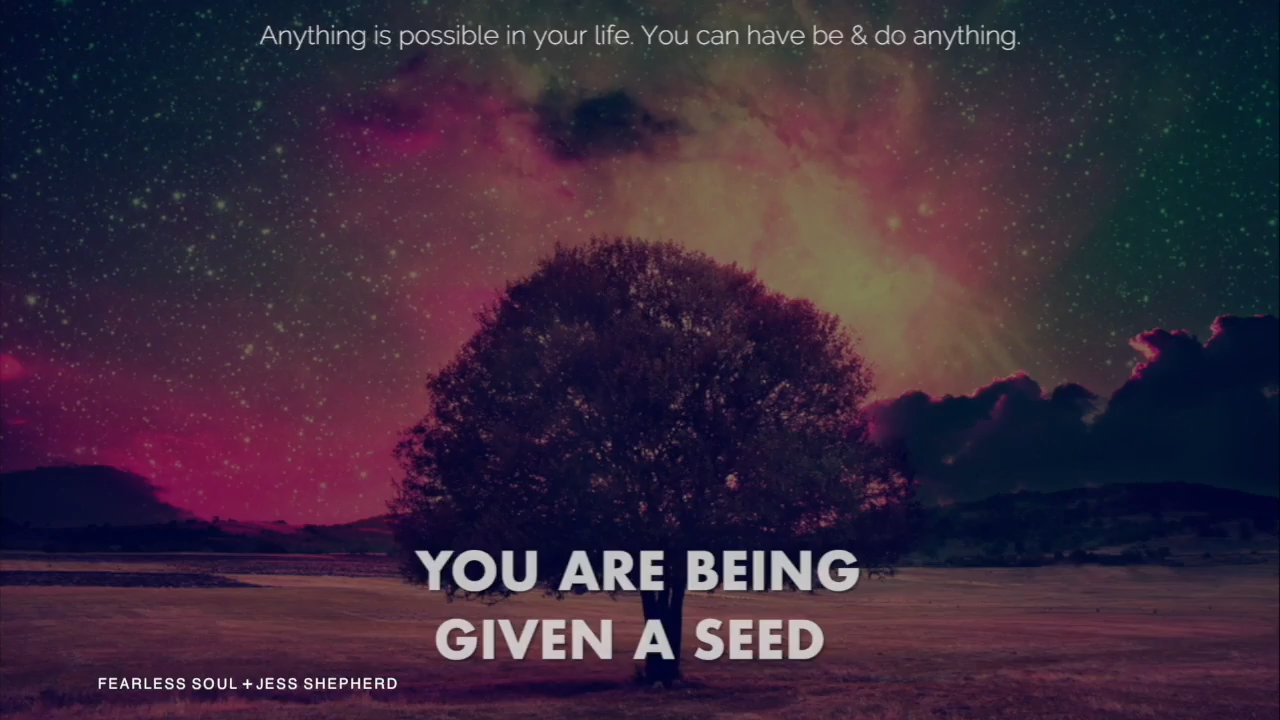 Anything is possible in your life. You can have be & do anything.
YOU ARE BEING
GIVEN A SEED
FEARLESS SOUL + JESS SHEPHERD